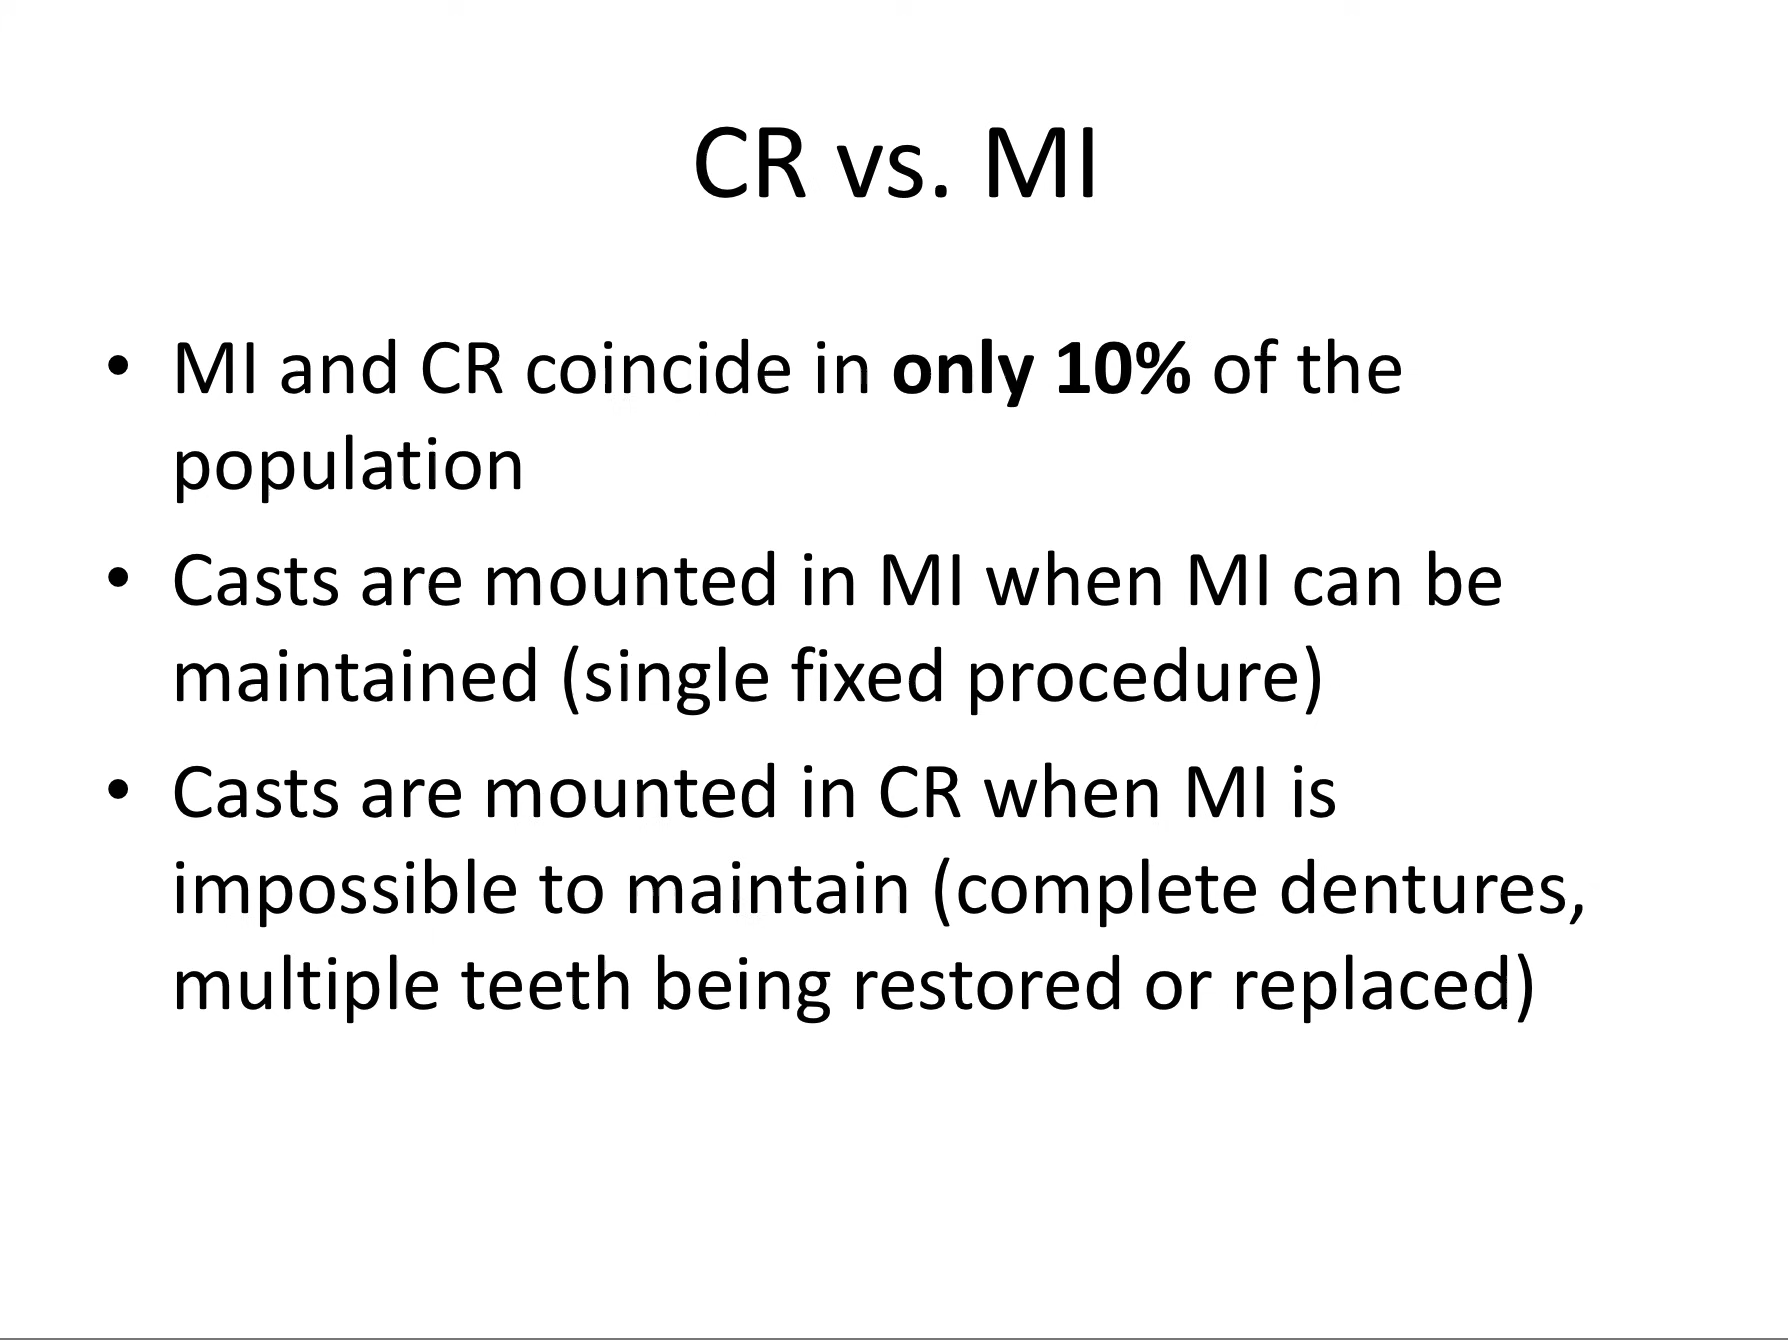 CR vs. MI
• MI and CR coincide in only 10% of the
population
• Casts are mounted in MI when MI can be
maintained (single fixed procedure)
• Casts are mounted in CR when MI is
impossible to maintain (complete dentures,
multiple teeth being restored or replaced)